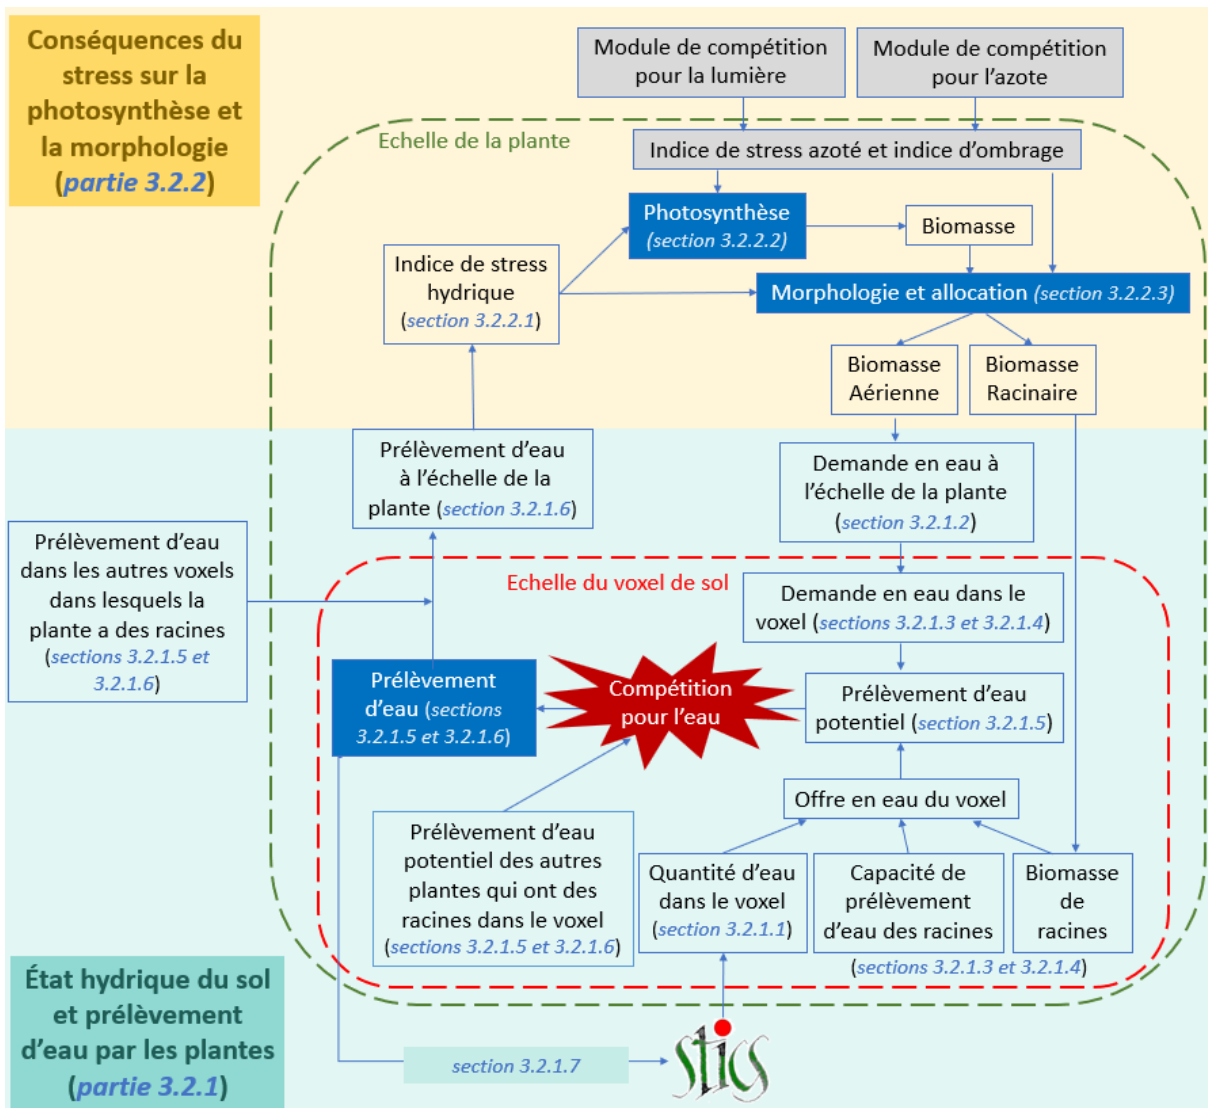 Conséquences du
stress sur la
photosynthèse et
la morphologie
(partie 3.2.2)
Module de compétition
pour la lumière
Module de compétition
pour l'azote
Echelle de la plante
Indice de stress azoté et indice d'ombrage
Photosynthèse
(section 3.2.2.2)
Biomasse
Indice de stress
hydrique
(section 3.2.2.1)
Morphologie et allocation (section 3.2.2.3)
Biomasse
Aérienne
Biomasse
Racinaire
Prélèvement d'eau
à l'échelle de la
plante (section 3.2.1.6)
Demande en eau à
l'échelle de la plante
(section 3.2.1.2)
Prélèvement d'eau
dans les autres voxels
dans lesquels la
plante a des racines
(sections 3.2.1.5 et
3.2.1.6)
Echelle du voxel de sol
Demande en eau dans le
voxel (sections 3.2.1.3 et 3.2.1.4)
Prélèvement
d'eau (sections
3.2.1.5 et 3.2.1.6)
Compétition
pour l'eau
Prélèvement d'eau
potentiel (section 3.2.1.5)
Offre en eau du voxel
Prélèvement d'eau
potentiel des autres
plantes qui ont des
racines dans le voxel
(sections 3.2.1.5 et 3.2.1.6)
Quantité d'eau
dans le voxel
(section 3.2.1.1)
Capacité de
prélèvement
d'eau des racines
Biomasse
de
racines
(sections 3.2.1.3 et 3.2.1.4)
État hydrique du sol
et prélèvement
d'eau par les plantes
(partie 3.2.1)
section 3.2.1.7
stics